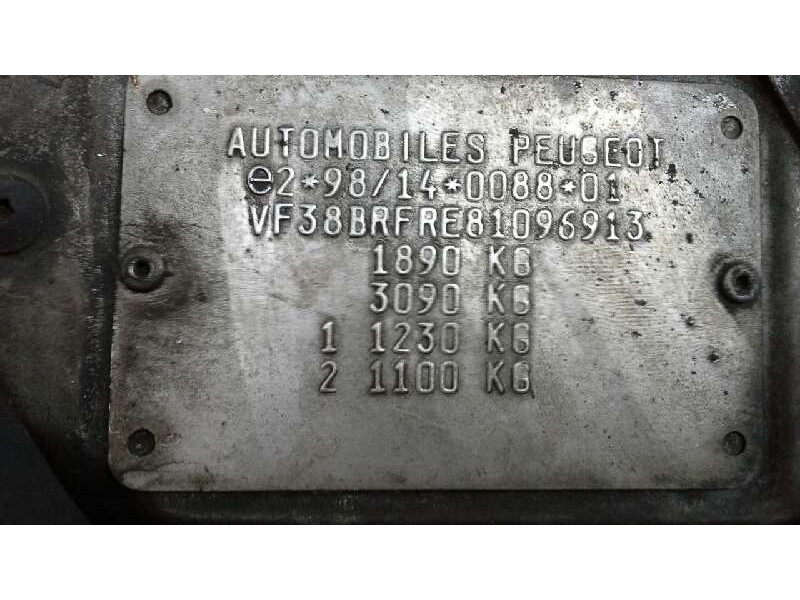 AUTOMOBILES PEUGEOT
e2*98/14*0088*01
VF38BRFRE81096913
1890 KG
3090 KG
1 1230 KG
2 1100 KG